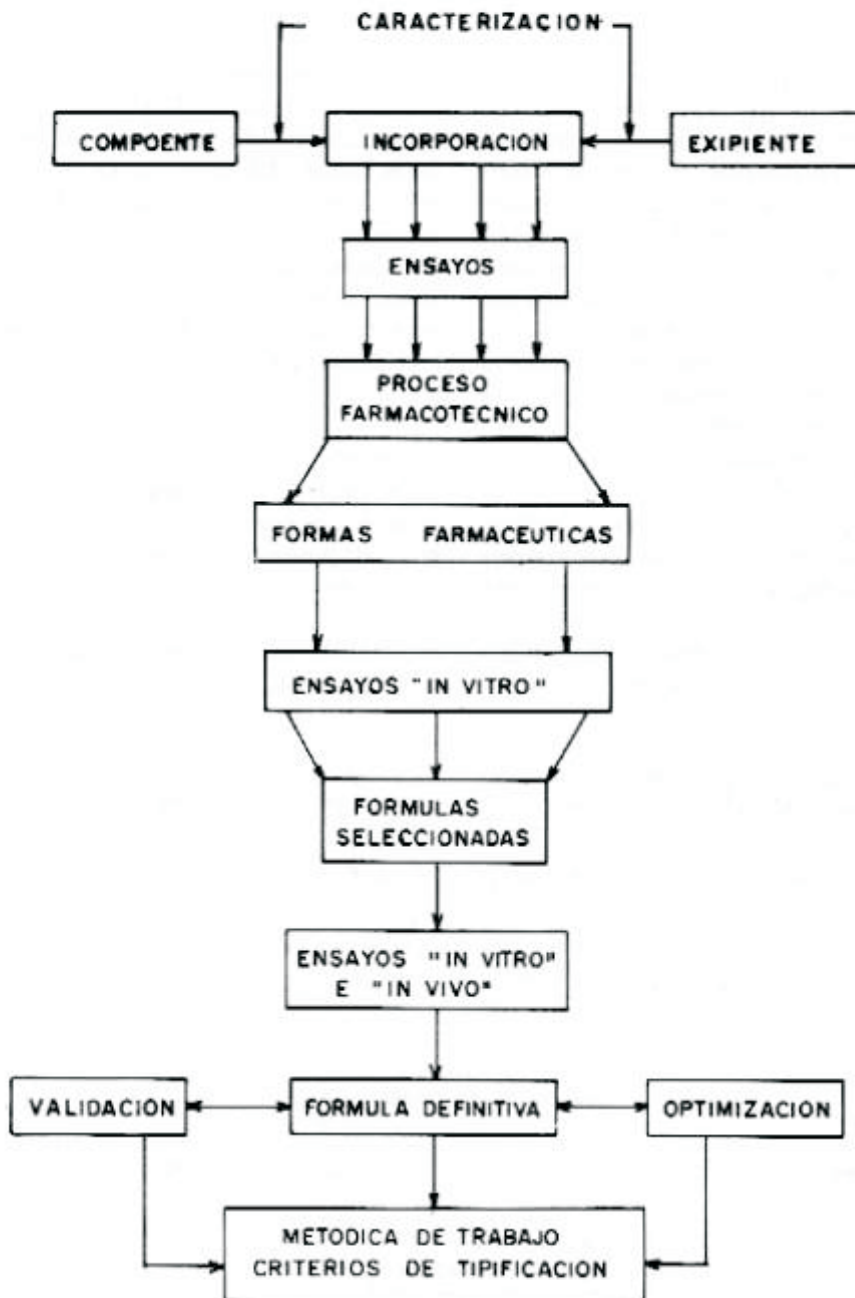 CARACTERIZACION
COMPOENTE
INCORPORACION
EXIPIENTE
ENSAYOS
PROCESO
FARMACOTECNICO
FORMAS FARMACEUTICAS
ENSAYOS "IN VITRO"
FORMULAS
SELECCIONADAS
ENSAYOS "IN VITRO"
E "IN VIVO"
VALIDACION
FORMULA DEFINITIVA
OPTIMIZACION
METODICA DE TRABAJO
CRITERIOS DE TIPIFICACION